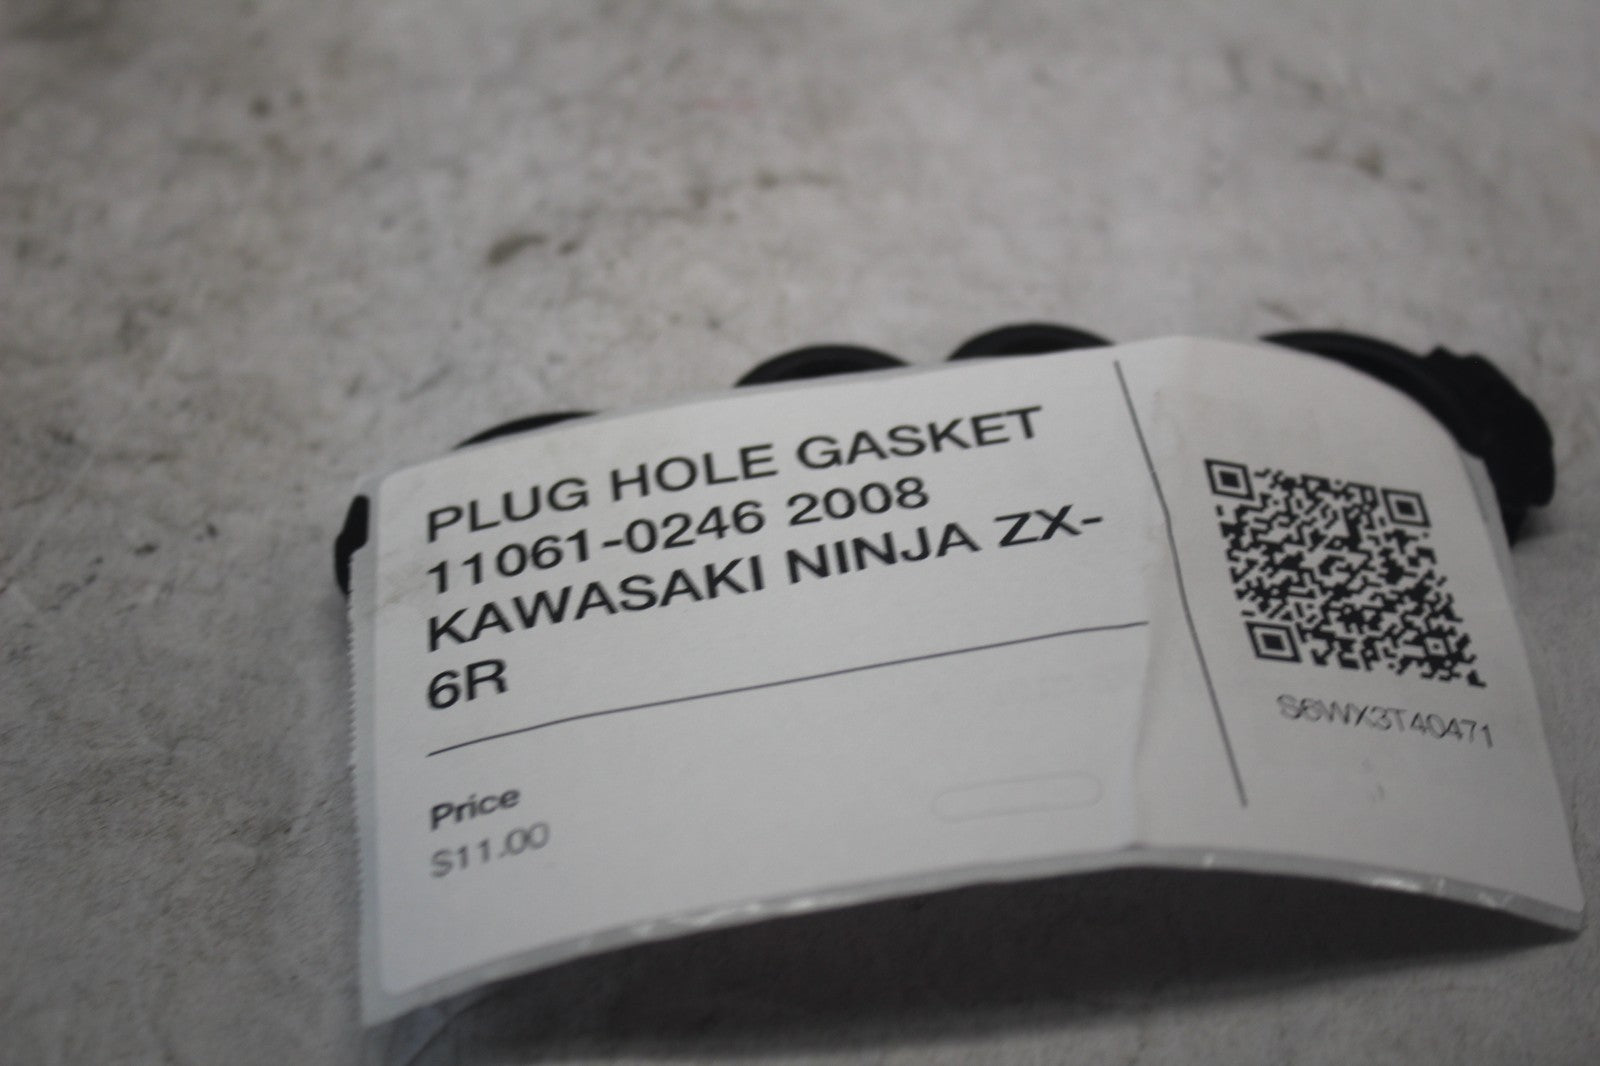 PLUG HOLE GASKET
11061-0246 2008
KAWASAKI NINJA ZX-
6R
Price
$11.00
S6WX3T40471